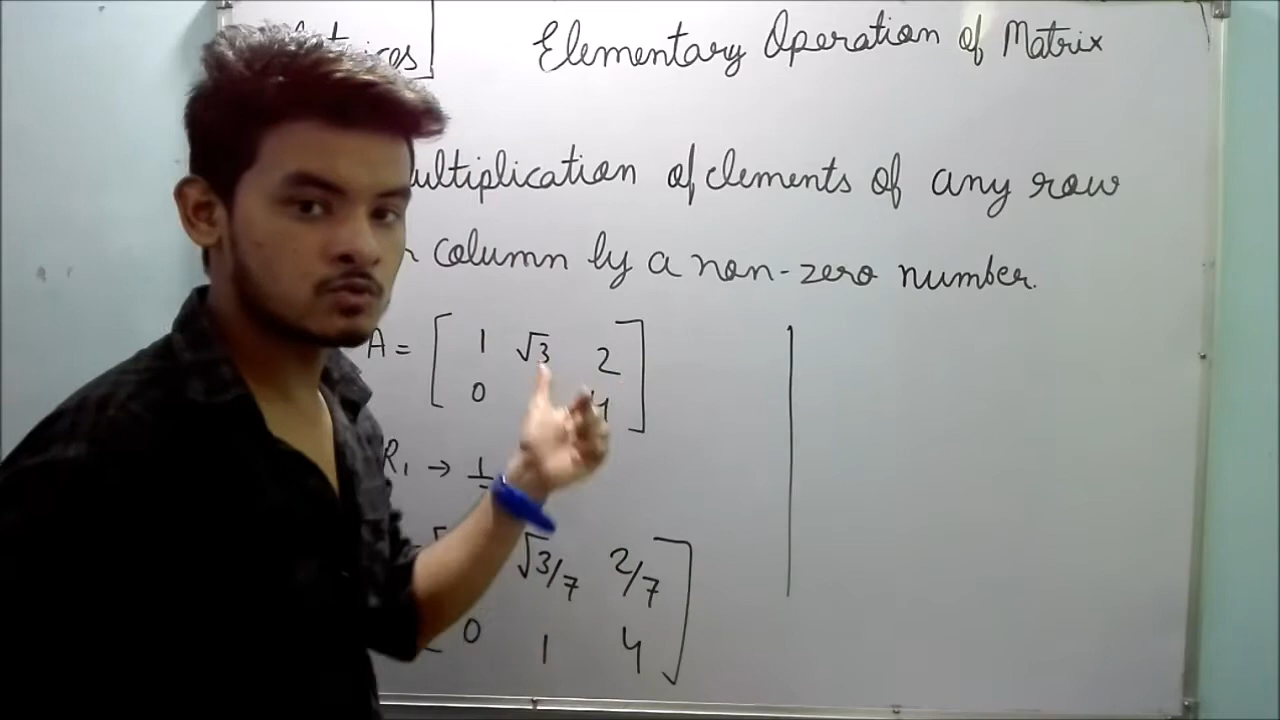 Elementary Operation of Matrix
ultiplication of elements of any row
column by a non-zero number.
A = [ 1 √3 2
0 4 ]
R₁ →
√3/7 2/7 ]
0 1 4